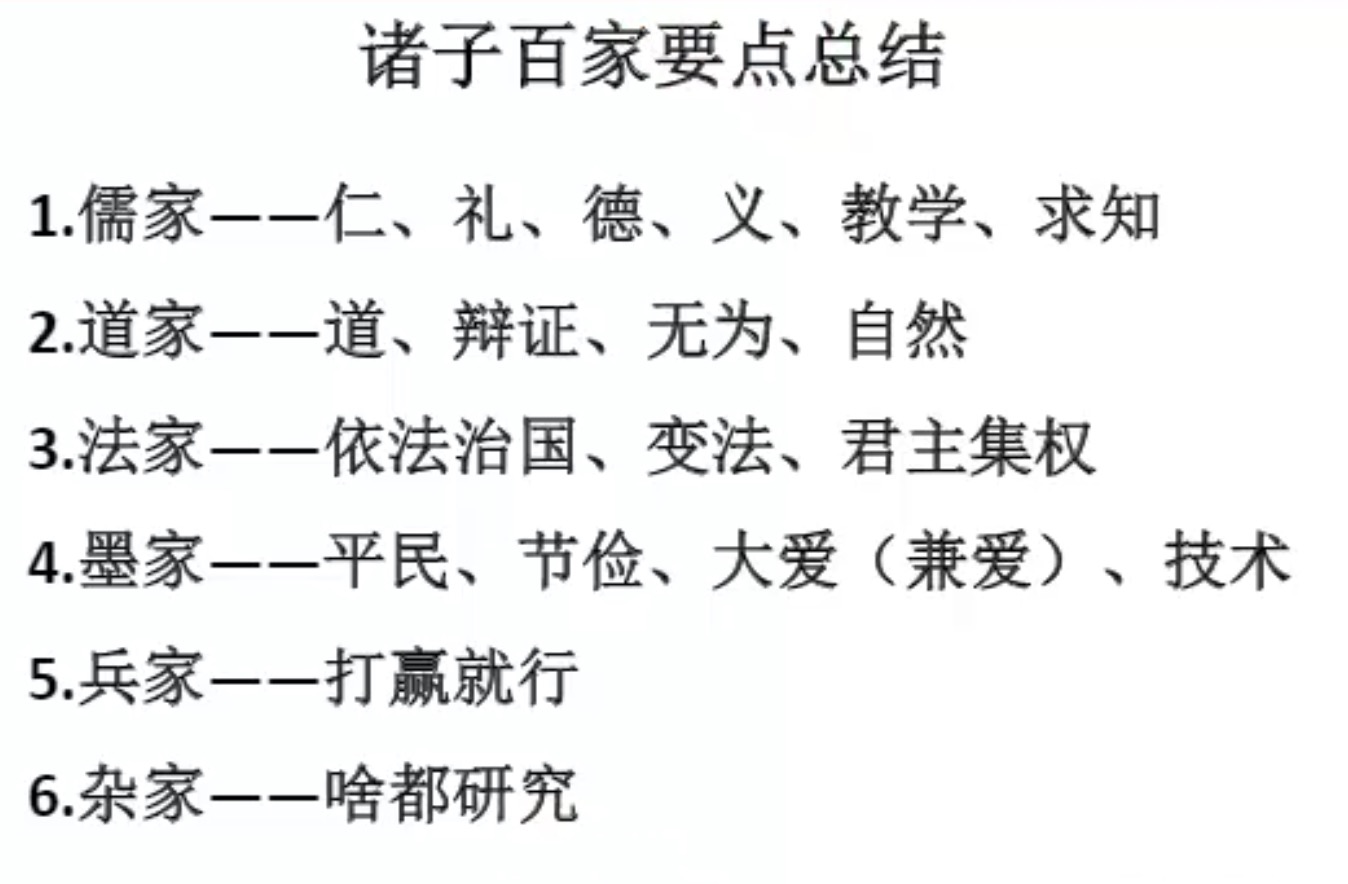 诸子百家要点总结
1.儒家——仁、礼、德、义、教学、求知
2.道家——道、辩证、无为、自然
3.法家——依法治国、变法、君主集权
4.墨家——平民、节俭、大爱（兼爱）、技术
5.兵家——打赢就行
6.杂家——啥都研究